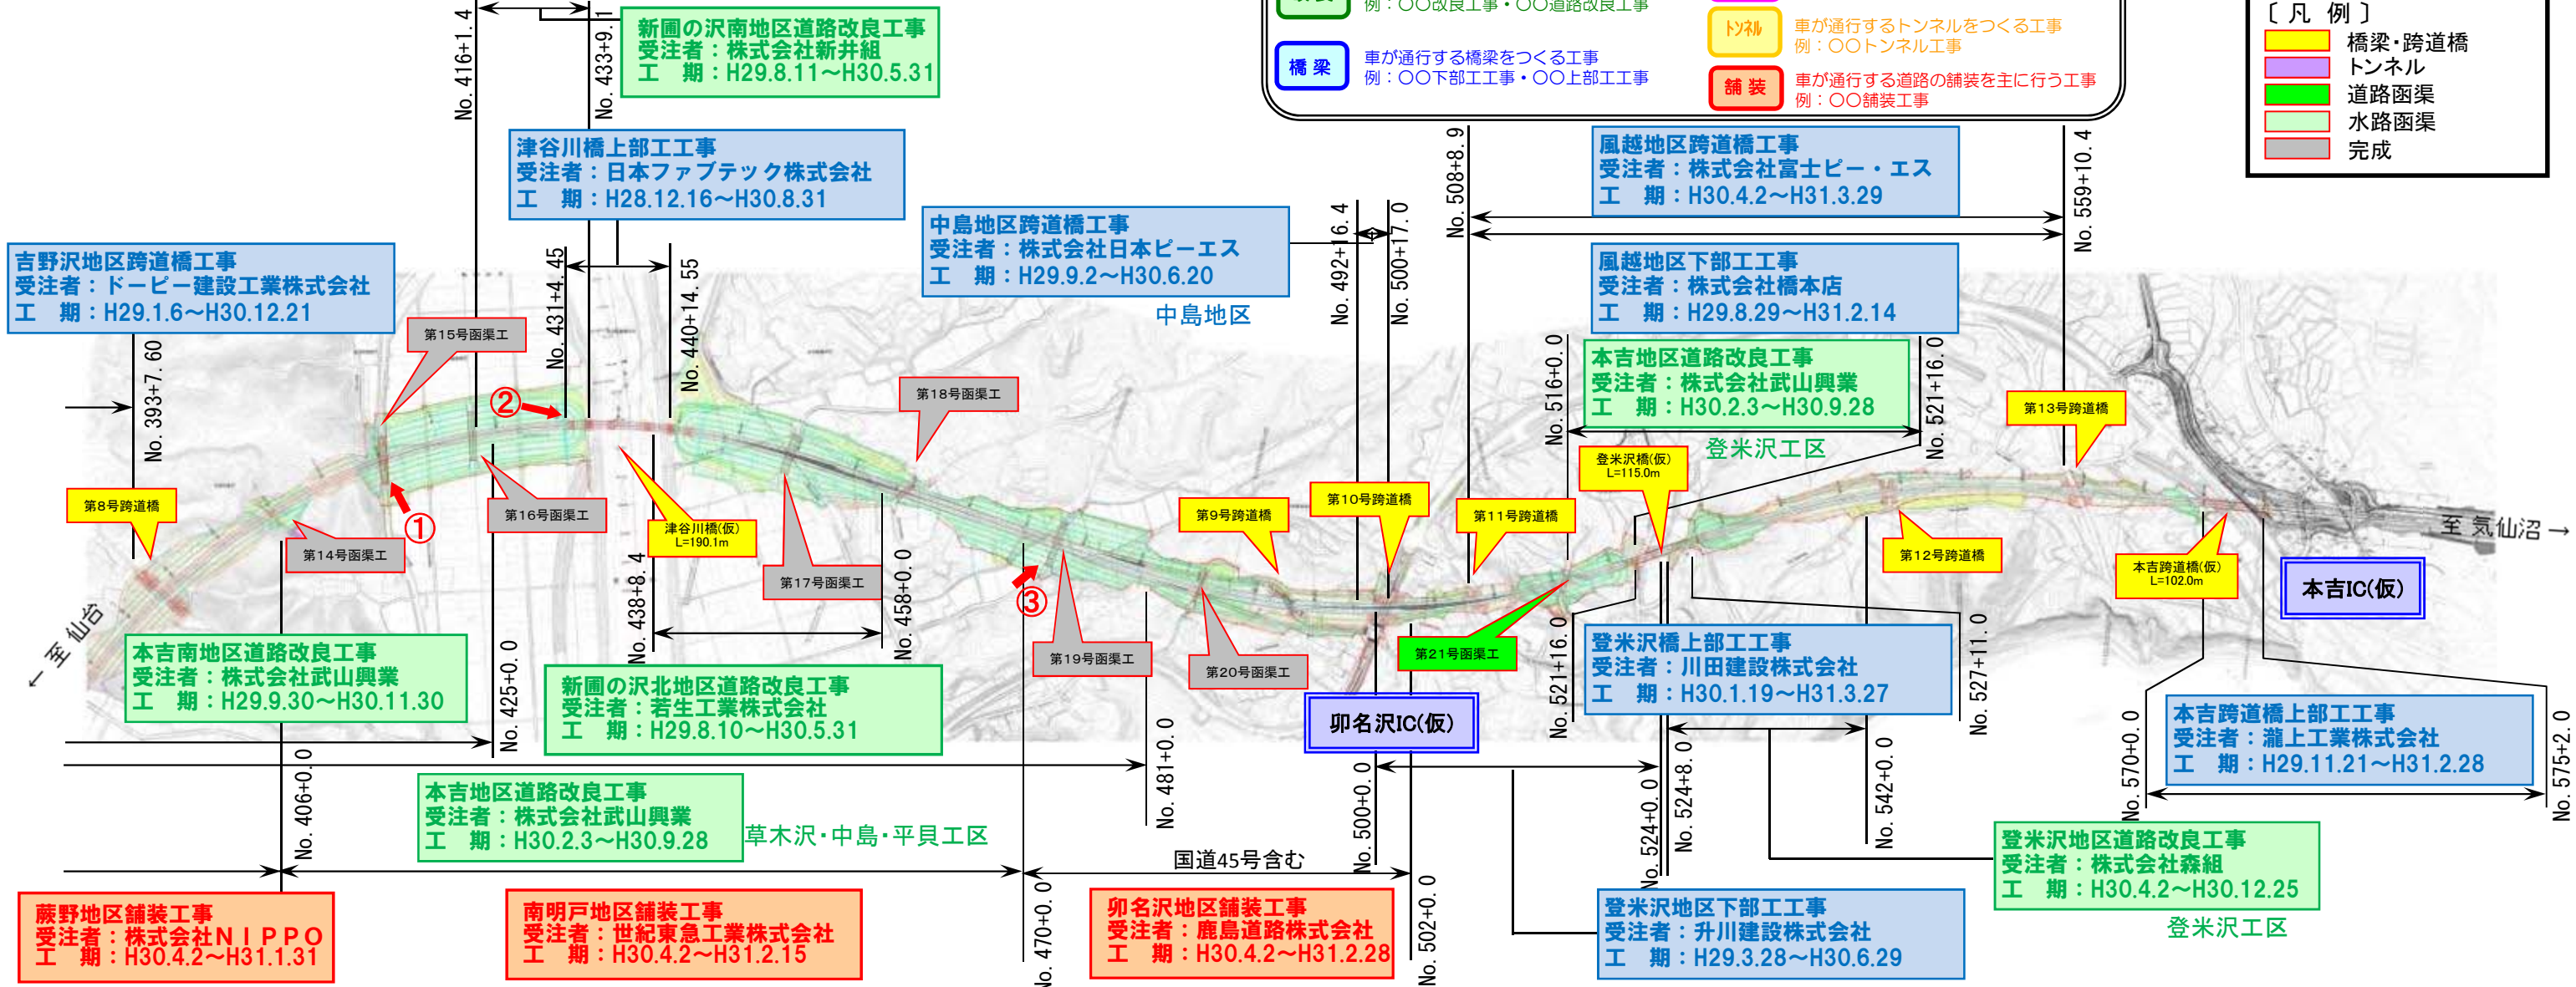 例：〇〇改良工事・〇〇道路改良工事
橋 梁
車が通行する橋梁をつくる工事
例：〇〇下部工工事・〇〇上部工工事
トンネル
車が通行するトンネルをつくる工事
例：〇〇トンネル工事
舗 装
車が通行する道路の舗装を主に行う工事
例：〇〇舗装工事
〔 凡 例 〕
橋梁・跨道橋
トンネル
道路函渠
水路函渠
完成
No. 416+1. 4
No. 433+9. 1
新圃の沢南地区道路改良工事
受注者：株式会社新井組
工　期：H29.8.11～H30.5.31
津谷川橋上部工工事
受注者：日本ファブテック株式会社
工　期：H28.12.16～H30.8.31
吉野沢地区跨道橋工事
受注者：ドーピー建設工業株式会社
工　期：H29.1.6～H30.12.21
中島地区跨道橋工事
受注者：株式会社日本ピーエス
工　期：H29.9.2～H30.6.20
中島地区
風越地区跨道橋工事
受注者：株式会社富士ピー・エス
工　期：H30.4.2～H31.3.29
風越地区下部工工事
受注者：株式会社橋本店
工　期：H29.8.29～H31.2.14
本吉地区道路改良工事
受注者：株式会社武山興業
工　期：H30.2.3～H30.9.28
登米沢工区
No. 393+7. 60
No. 431+4. 45
No. 440+14. 55
No. 492+16. 4
No. 500+17. 0
No. 508+8. 9
No. 559+10. 4
No. 516+0. 0
No. 521+16. 0
第15号函渠工
②
第18号函渠工
第13号跨道橋
登米沢橋(仮)
L=115.0m
第8号跨道橋
第14号函渠工
①
第16号函渠工
津谷川橋(仮)
L=190.1m
第17号函渠工
③
第19号函渠工
第9号跨道橋
第10号跨道橋
第11号跨道橋
第20号函渠工
第21号函渠工
第12号跨道橋
本吉跨道橋(仮)
L=102.0m
至 気仙沼 →
本吉IC(仮)
← 至 仙台
卯名沢IC(仮)
No. 438+8. 4
No. 458+0. 0
No. 425+0. 0
No. 521+16. 0
No. 527+11. 0
本吉南地区道路改良工事
受注者：株式会社武山興業
工　期：H29.9.30～H30.11.30
新圃の沢北地区道路改良工事
受注者：若生工業株式会社
工　期：H29.8.10～H30.5.31
登米沢橋上部工工事
受注者：川田建設株式会社
工　期：H30.1.19～H31.3.27
本吉跨道橋上部工工事
受注者：瀧上工業株式会社
工　期：H29.11.21～H31.2.28
No. 406+0. 0
No. 481+0. 0
No. 500+0. 0
No. 524+0. 0
No. 524+8. 0
No. 542+0. 0
No. 570+0. 0
No. 575+2. 0
本吉地区道路改良工事
受注者：株式会社武山興業
工　期：H30.2.3～H30.9.28
草木沢・中島・平貝工区
国道45号含む
登米沢地区道路改良工事
受注者：株式会社森組
工　期：H30.4.2～H30.12.25
登米沢工区
蕨野地区舗装工事
受注者：株式会社ＮＩＰＰＯ
工　期：H30.4.2～H31.1.31
南明戸地区舗装工事
受注者：世紀東急工業株式会社
工　期：H30.4.2～H31.2.15
No. 470+0. 0
卯名沢地区舗装工事
受注者：鹿島道路株式会社
工　期：H30.4.2～H31.2.28
No. 502+0. 0
登米沢地区下部工工事
受注者：升川建設株式会社
工　期：H29.3.28～H30.6.29